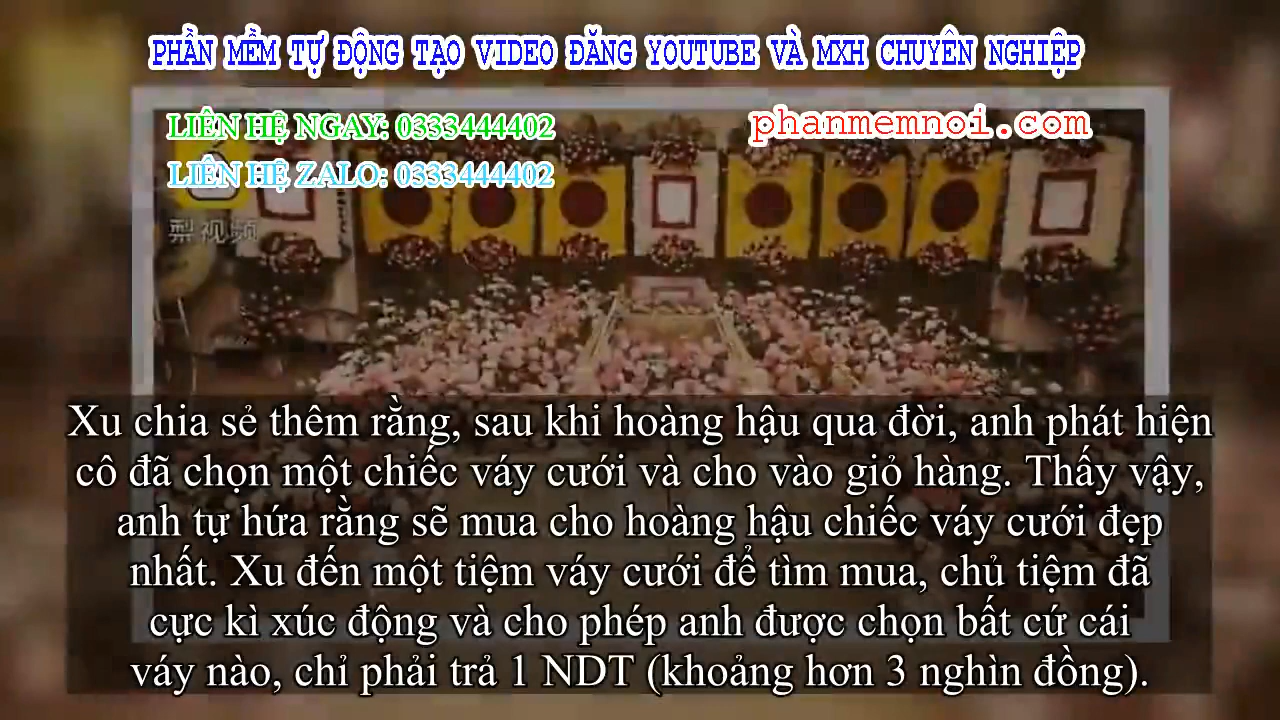 PHẦN MỀM TỰ ĐỘNG TẠO VIDEO ĐĂNG YOUTUBE VÀ MXH CHUYÊN NGHIỆP
LIÊN HỆ NGAY: 0333444402
phanmemnoi.com
LIÊN HỆ ZALO: 0333444402
梨视频
Xu chia sẻ thêm rằng, sau khi hoàng hậu qua đời, anh phát hiện
cô đã chọn một chiếc váy cưới và cho vào giỏ hàng. Thấy vậy,
anh tự hứa rằng sẽ mua cho hoàng hậu chiếc váy cưới đẹp
nhất. Xu đến một tiệm váy cưới để tìm mua, chủ tiệm đã
cực kì xúc động và cho phép anh được chọn bất cứ cái
váy nào, chỉ phải trả 1 NDT (khoảng hơn 3 nghìn đồng).